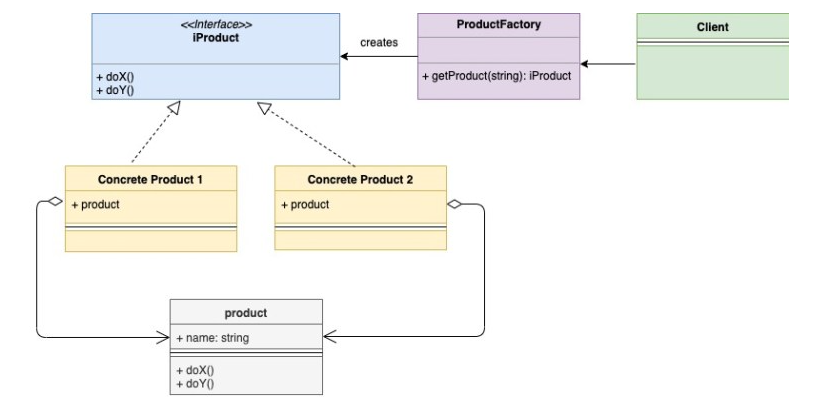 <<Interface>>
iProduct
+ doX()
+ doY()
creates
ProductFactory
+ getProduct(string): iProduct
Client
Concrete Product 1
+ product
Concrete Product 2
+ product
product
+ name: string
+ doX()
+ doY()